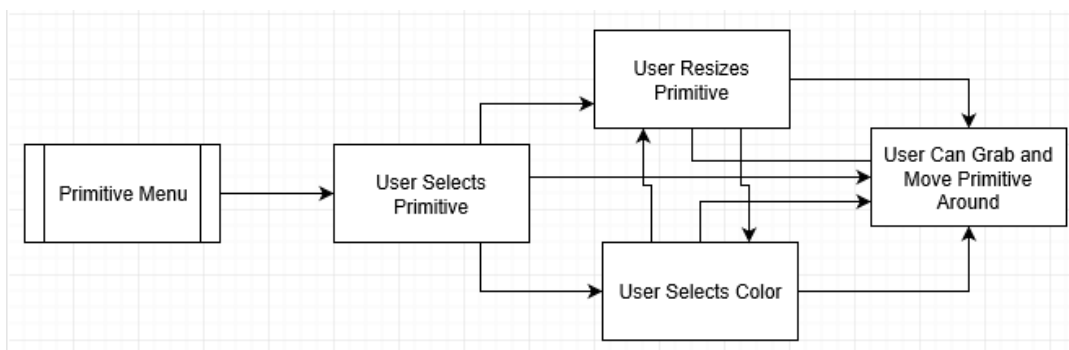 Primitive Menu
User Selects
Primitive
User Resizes
Primitive
User Selects Color
User Can Grab and
Move Primitive
Around